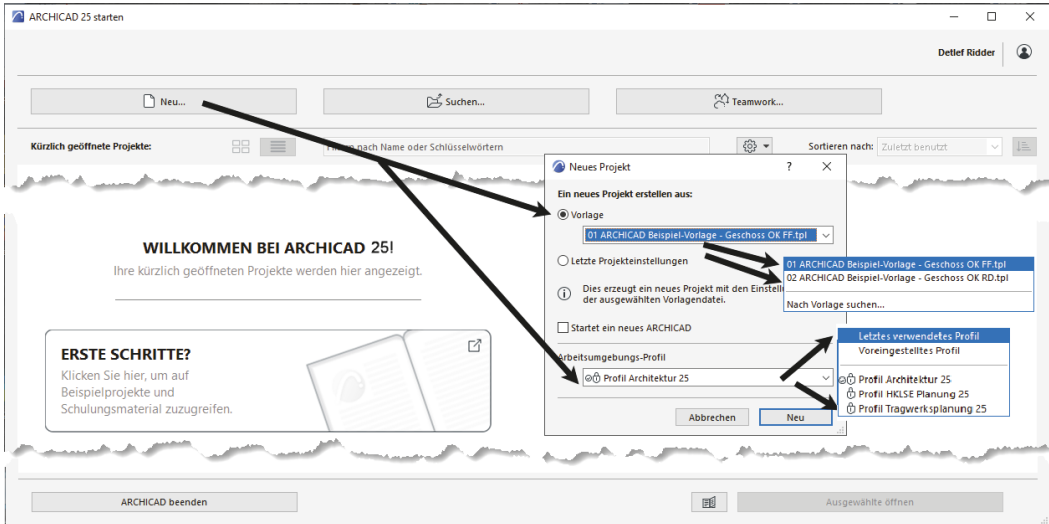 ARCHICAD 25 starten
Detlef Ridder
Neu...
Suchen...
Teamwork...
Kürzlich geöffnete Projekte:
nach Name oder Schlüsselwörtern
Sortieren nach:
Zuletzt benutzt
WILLKOMMEN BEI ARCHICAD 25!
Ihre kürzlich geöffneten Projekte werden hier angezeigt.
ERSTE SCHRITTE?
Klicken Sie hier, um auf
Beispielprojekte und
Schulungsmaterial zuzugreifen.
Neues Projekt
?
Ein neues Projekt erstellen aus:
Vorlage
01 ARCHICAD Beispiel-Vorlage - Geschoss OK FF.tpl
Letzte Projekteinstellungen
Dies erzeugt ein neues Projekt mit den Einstell
der ausgewählten Vorlagendatei.
Startet ein neues ARCHICAD
Arbeitsumgebungs-Profil
Profil Architektur 25
Abbrechen
Neu
01 ARCHICAD Beispiel-Vorlage - Geschoss OK FF.tpl
02 ARCHICAD Beispiel-Vorlage - Geschoss OK RD.tpl
Nach Vorlage suchen...
Letztes verwendetes Profil
Voreingestelltes Profil
Profil Architektur 25
Profil HKLSE Planung 25
Profil Tragwerksplanung 25
ARCHICAD beenden
Ausgewählte öffnen